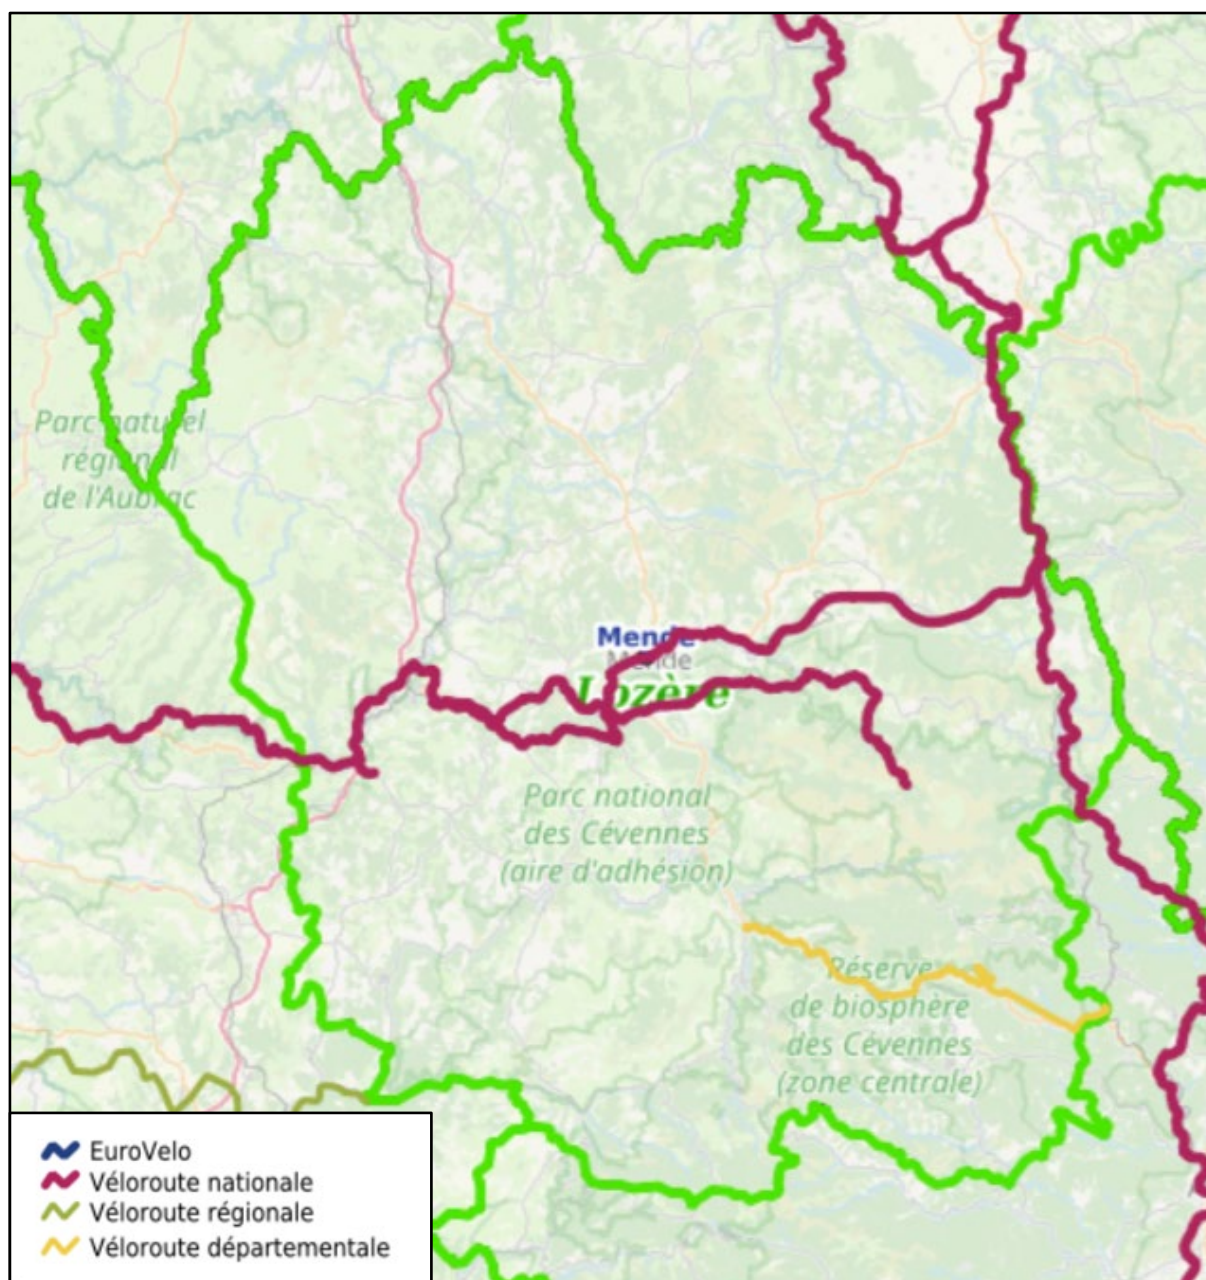 Parc naturel
régional
de l'Aubrac
Mende
Mende
Lozère
Parc national
des Cévennes
(aire d'adhésion)
Réserve
de biosphère
des Cévennes
(zone centrale)
EuroVelo
Véloroute nationale
Véloroute régionale
Véloroute départementale